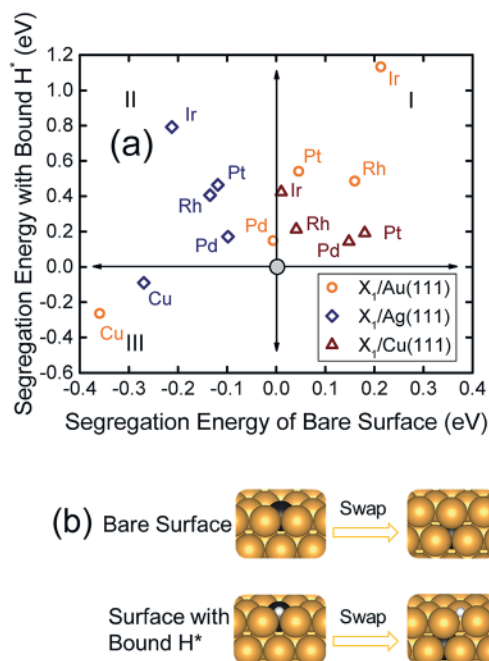 Segregation Energy with Bound H* (eV)
1.2
1.0
0.8
0.6
0.4
0.2
0.0
-0.2
-0.4
-0.6
II
I
III
(a)
Ir
Ir
Pt
Pt
Rh
Rh
Ir
Pd
Pd
Rh
Pd
Pt
Cu
Cu
X₁/Au(111)
X₁/Ag(111)
X₁/Cu(111)
-0.4 -0.3 -0.2 -0.1 0.0 0.1 0.2 0.3 0.4
Segregation Energy of Bare Surface (eV)
(b)
Bare Surface
Swap
Surface with
Bound H*
Swap